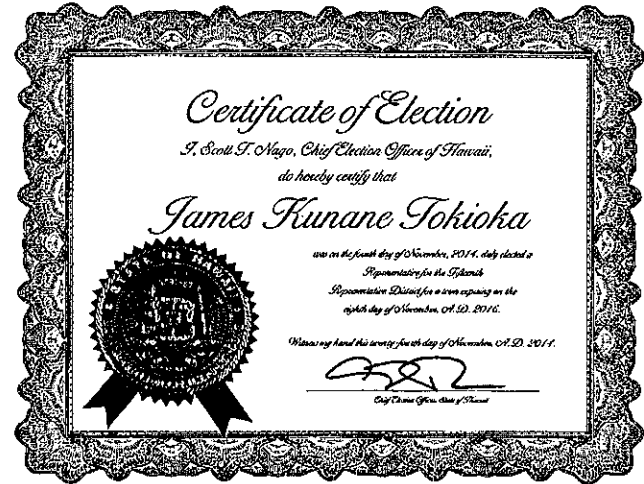 Certificate of Election
I, Scott T. Nago, Chief Election Officer of Hawaii,
do hereby certify that
James Kunane Tokioka
was on the fourth day of November, 2014, duly elected a
Representative for the Fifteenth
Representative District for a term expiring on the
eighth day of November, A.D. 2016.
Witness my hand this twenty-fourth day of November, A.D. 2014.
Chief Election Officer, State of Hawaii
STATE OF HAWAII